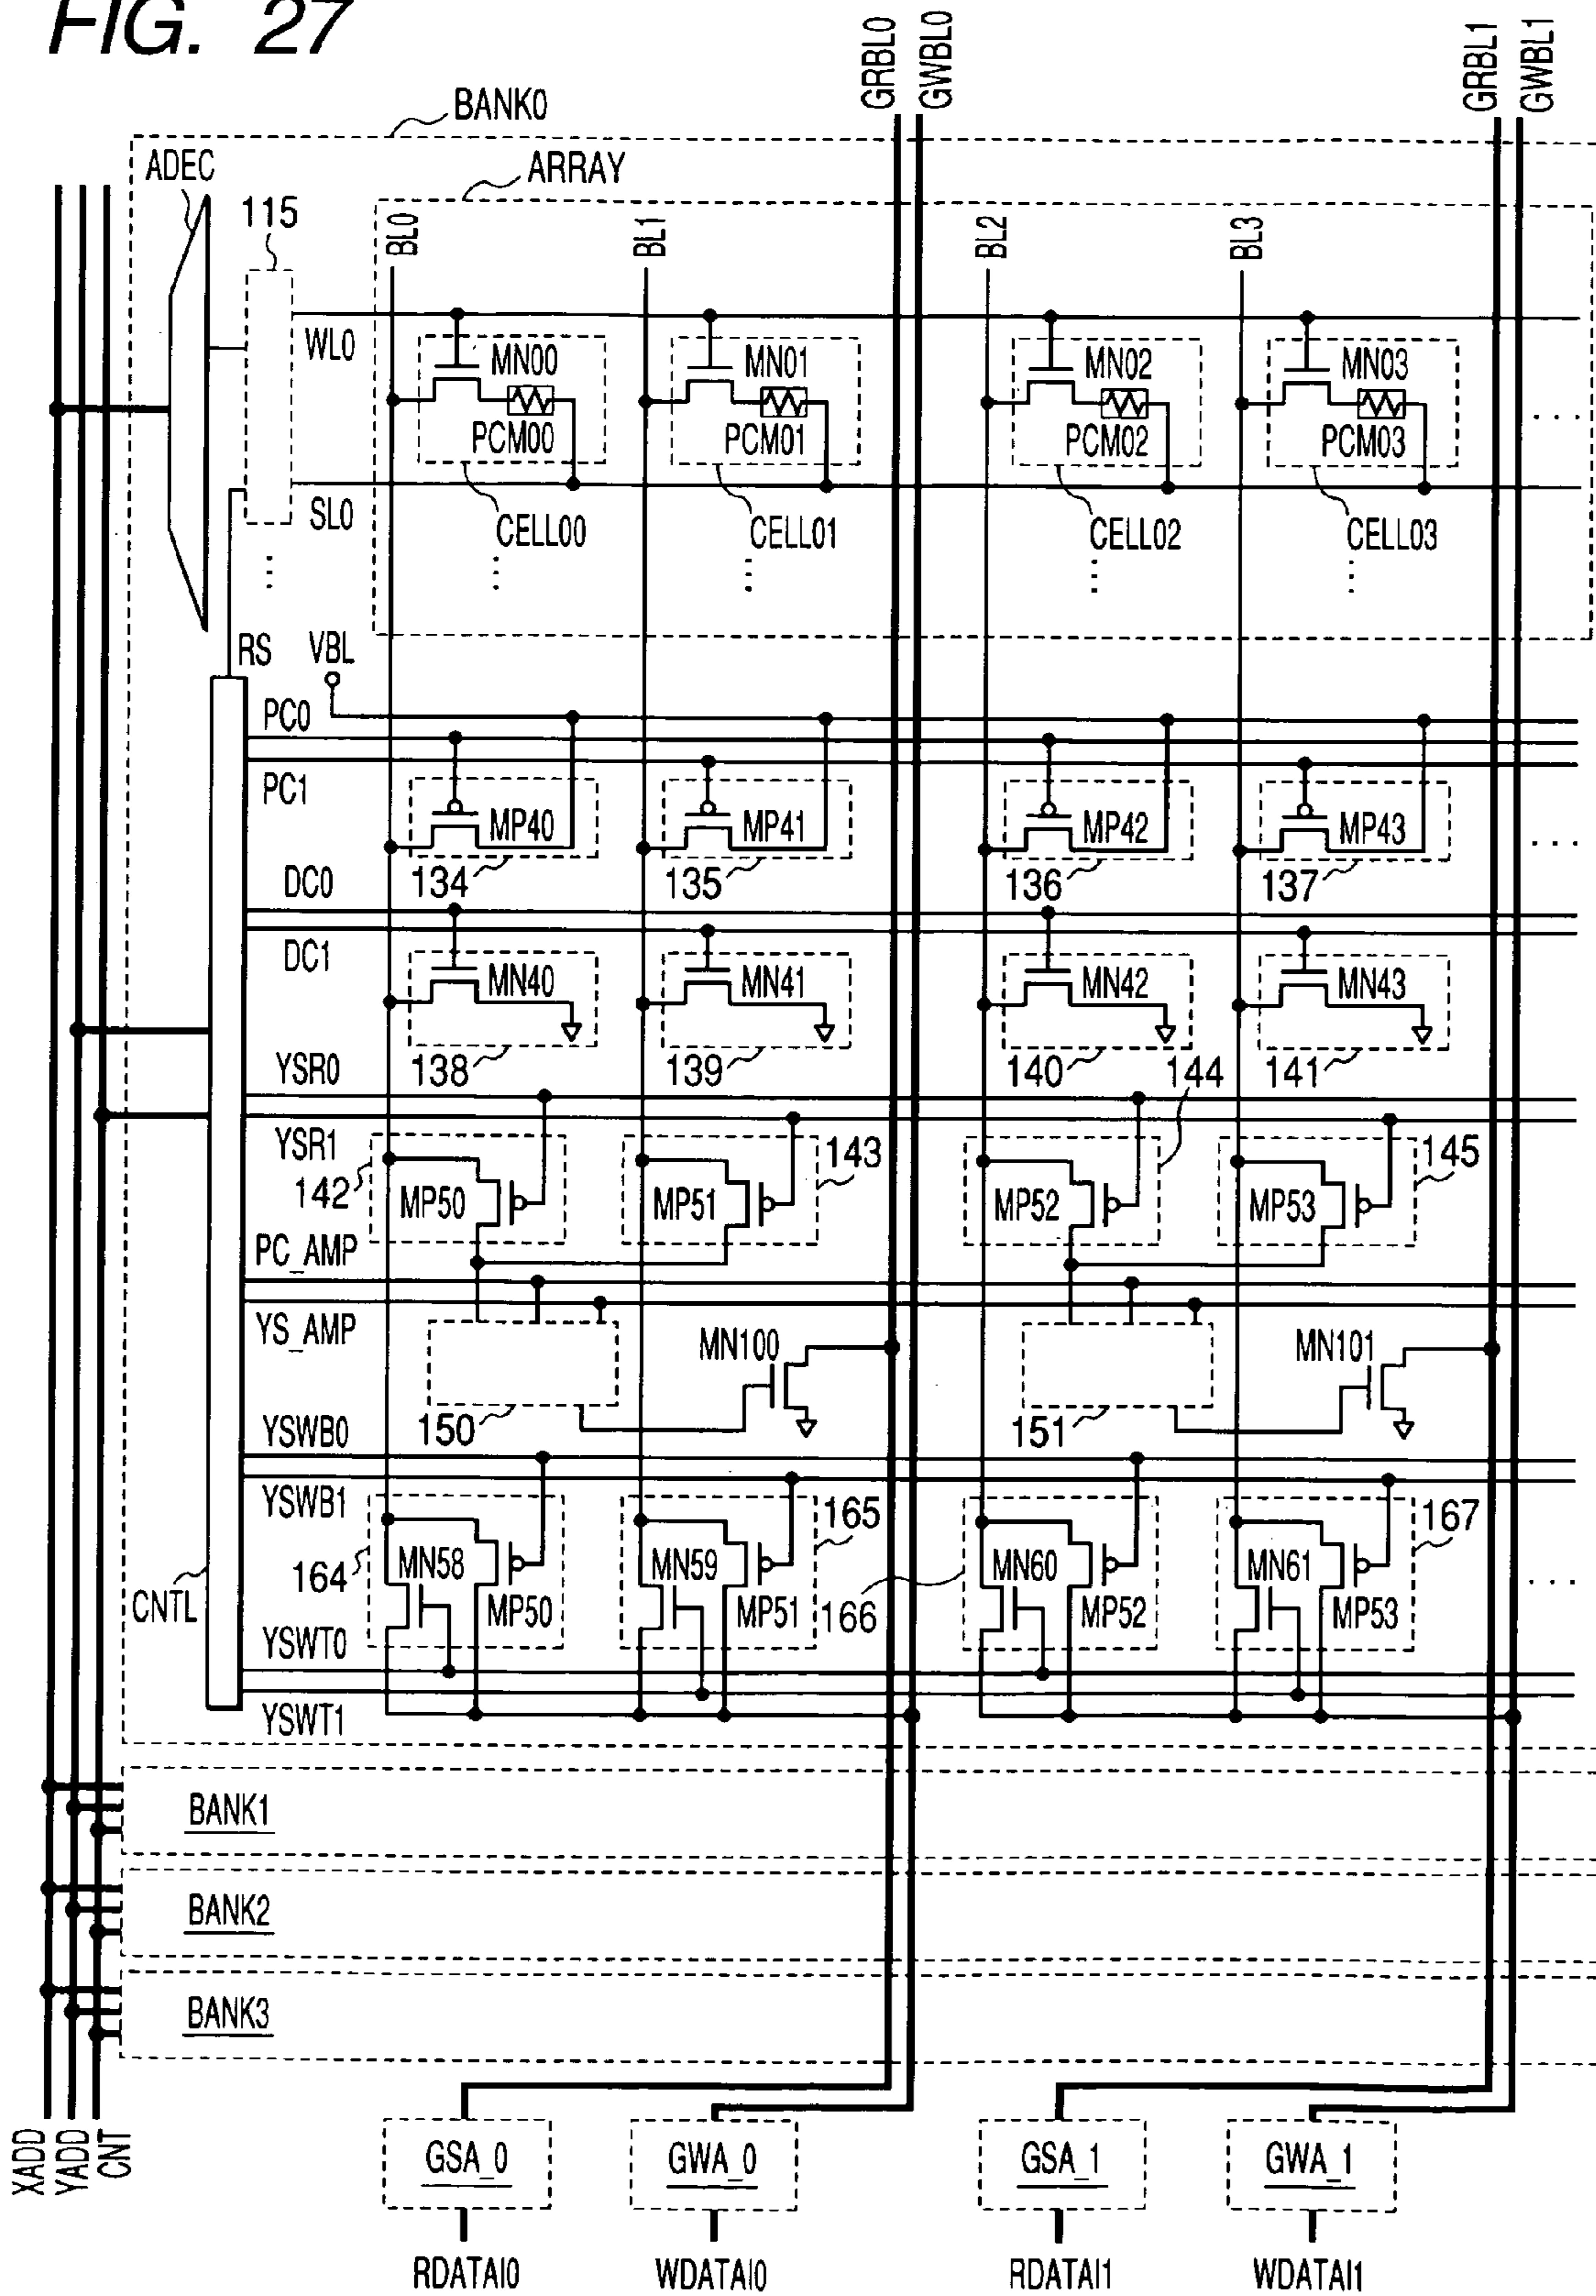 FIG. 27
GRBL0
GWBL0
GRBL1
GWBL1
BANK0
ADEC
ARRAY
115
BL0
BL1
BL2
BL3
WL0
MN00
MN01
MN02
MN03
PCM00
PCM01
PCM02
PCM03
...
SL0
CELL00
CELL01
CELL02
CELL03
...
RS
VBL
PC0
PC1
MP40
MP41
MP42
MP43
134
135
136
137
...
DC0
DC1
MN40
MN41
MN42
MN43
138
139
140
144
141
YSR0
YSR1
142
143
145
MP50
MP51
MP52
MP53
PC_AMP
YS_AMP
MN100
MN101
150
151
YSWB0
YSWB1
165
167
164
MN58
MN59
MN60
MN61
...
CNTL
MP50
MP51
166
MP52
MP53
YSWT0
YSWT1
BANK1
BANK2
BANK3
XADD
YADD
CNT
GSA_0
GWA_0
GSA_1
GWA_1
RDATAI0
WDATAI0
RDATAI1
WDATAI1